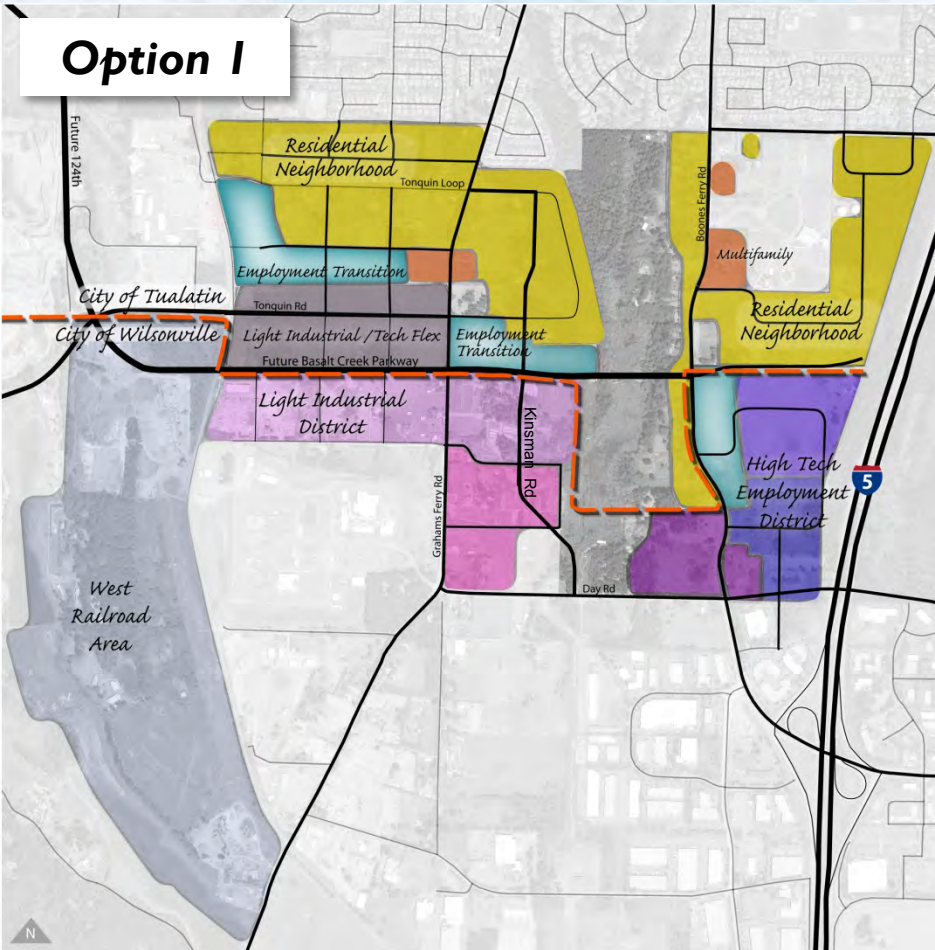 Option 1
Future 124th
Residential
Neighborhood
Tonquin Loop
Boones Ferry Rd
Multifamily
Employment Transition
City of Tualatin
Tonquin Rd
Residential
Neighborhood
City of Wilsonville
Light Industrial / Tech Flex
Employment
Transition
Future Basalt Creek Parkway
Light Industrial
District
Kinsman Rd
High Tech
Employment
District
5
Grahams Ferry Rd
West
Railroad
Area
Day Rd
N